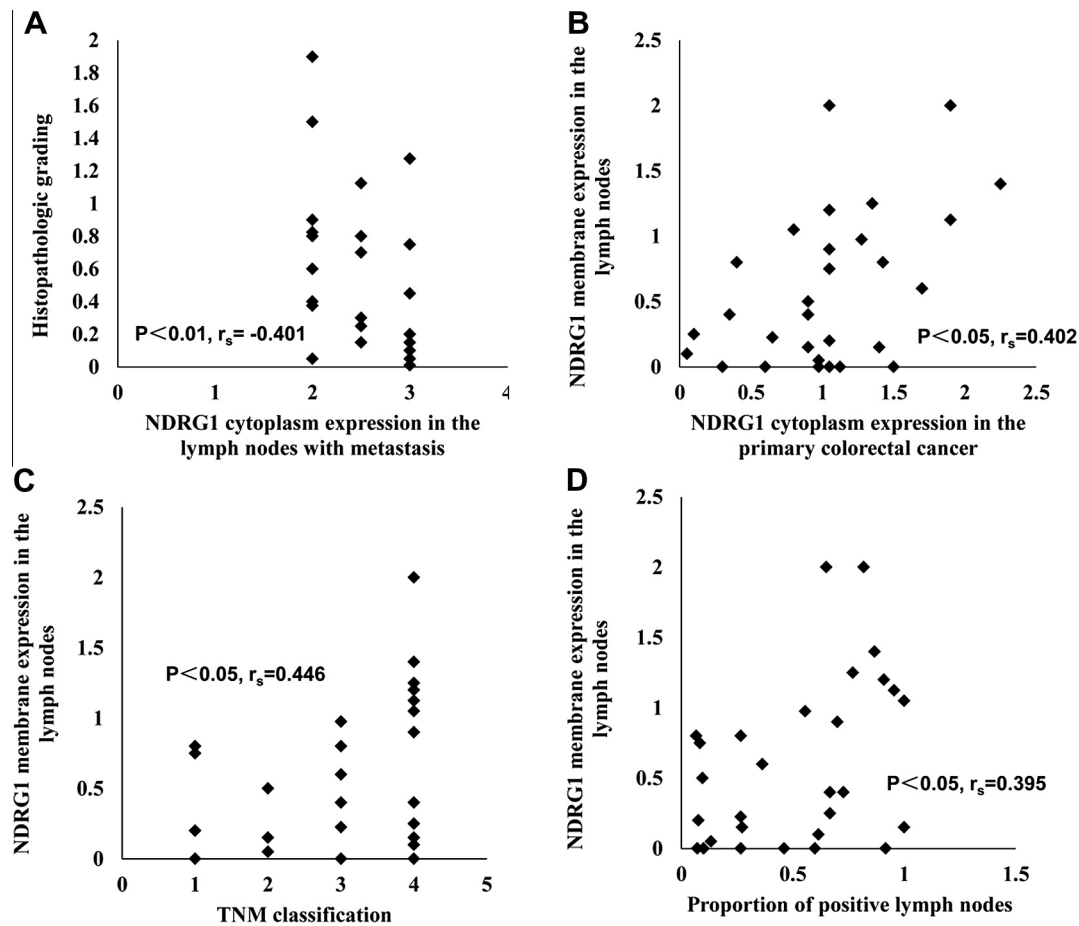 A
Histopathologic grading
2
1.8
1.6
1.4
1.2
1
0.8
0.6
0.4
0.2
0
P＜0.01, rs= -0.401
0 1 2 3 4
NDRG1 cytoplasm expression in the
lymph nodes with metastasis
B
NDRG1 membrane expression in the
lymph nodes
2.5
2
1.5
1
0.5
0
P＜0.05, rs=0.402
0 0.5 1 1.5 2 2.5
NDRG1 cytoplasm expression in the
primary colorectal cancer
C
NDRG1 membrane expression in the
lymph nodes
2.5
2
1.5
1
0.5
0
P＜0.05, rs=0.446
0 1 2 3 4 5
TNM classification
D
NDRG1 membrane expression in the
lymph nodes
2.5
2
1.5
1
0.5
0
P＜0.05, rs=0.395
0 0.5 1 1.5
Proportion of positive lymph nodes